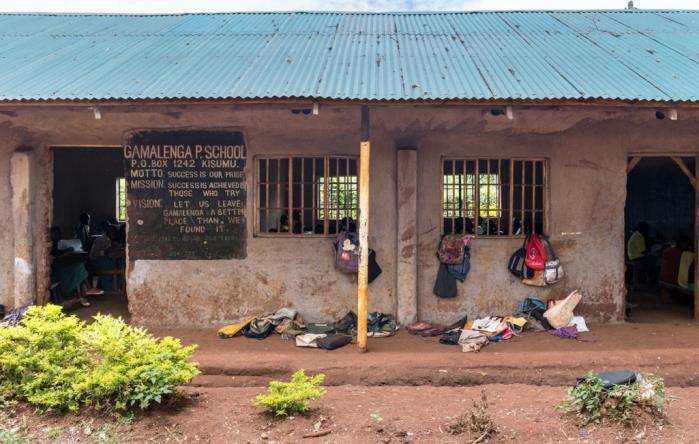 GAMALENGA P. SCHOOL
P.O.BOX 1242 KISUMU.
MOTTO: SUCCESS IS OUR PRIDE
MISSION: SUCCESS IS ACHIEVED
THOSE WHO TRY
VISION: LET US LEAVE
GAMALENGA A BETTER
PLACE THAN WE
FOUND IT